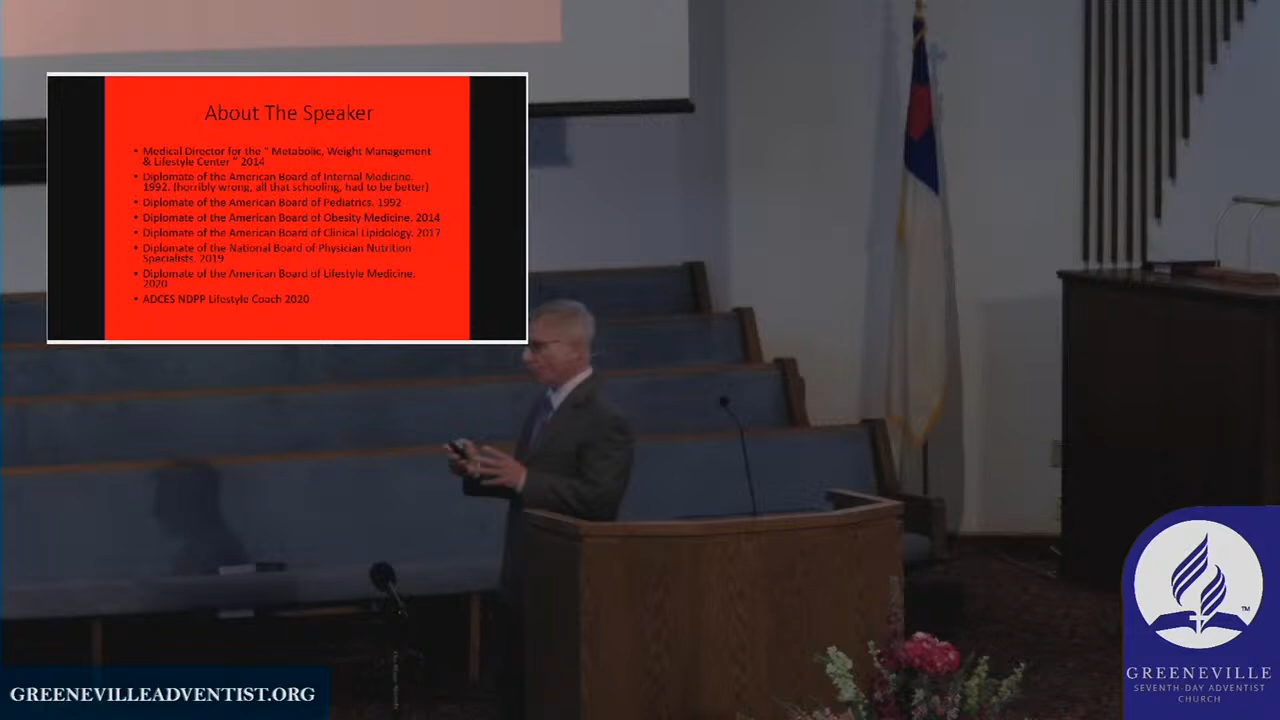 About The Speaker
• Medical Director for the " Metabolic, Weight Management
& Lifestyle Center " 2014
• Diplomate of the American Board of Internal Medicine.
1992. (horribly wrong, all that schooling, had to be better)
• Diplomate of the American Board of Pediatrics. 1992
• Diplomate of the American Board of Obesity Medicine. 2014
• Diplomate of the American Board of Clinical Lipidology. 2017
• Diplomate of the National Board of Physician Nutrition
Specialists. 2019
• Diplomate of the American Board of Lifestyle Medicine.
2020
• ADCES NDPP Lifestyle Coach 2020
GREENEVILLEADVENTIST.ORG
TM
GREENEVILLE
SEVENTH-DAY ADVENTIST
CHURCH